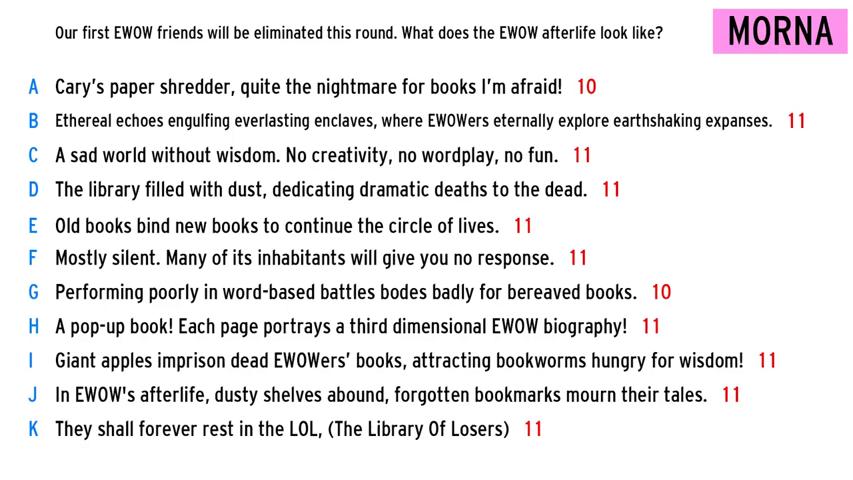 Our first EWOW friends will be eliminated this round. What does the EWOW afterlife look like?
MORNA
A Cary's paper shredder, quite the nightmare for books I'm afraid! 10
B Ethereal echoes engulfing everlasting enclaves, where EWOWers eternally explore earthshaking expanses. 11
C A sad world without wisdom. No creativity, no wordplay, no fun. 11
D The library filled with dust, dedicating dramatic deaths to the dead. 11
E Old books bind new books to continue the circle of lives. 11
F Mostly silent. Many of its inhabitants will give you no response. 11
G Performing poorly in word-based battles bodes badly for bereaved books. 10
H A pop-up book! Each page portrays a third dimensional EWOW biography! 11
I Giant apples imprison dead EWOWers' books, attracting bookworms hungry for wisdom! 11
J In EWOW's afterlife, dusty shelves abound, forgotten bookmarks mourn their tales. 11
K They shall forever rest in the LOL, (The Library Of Losers) 11